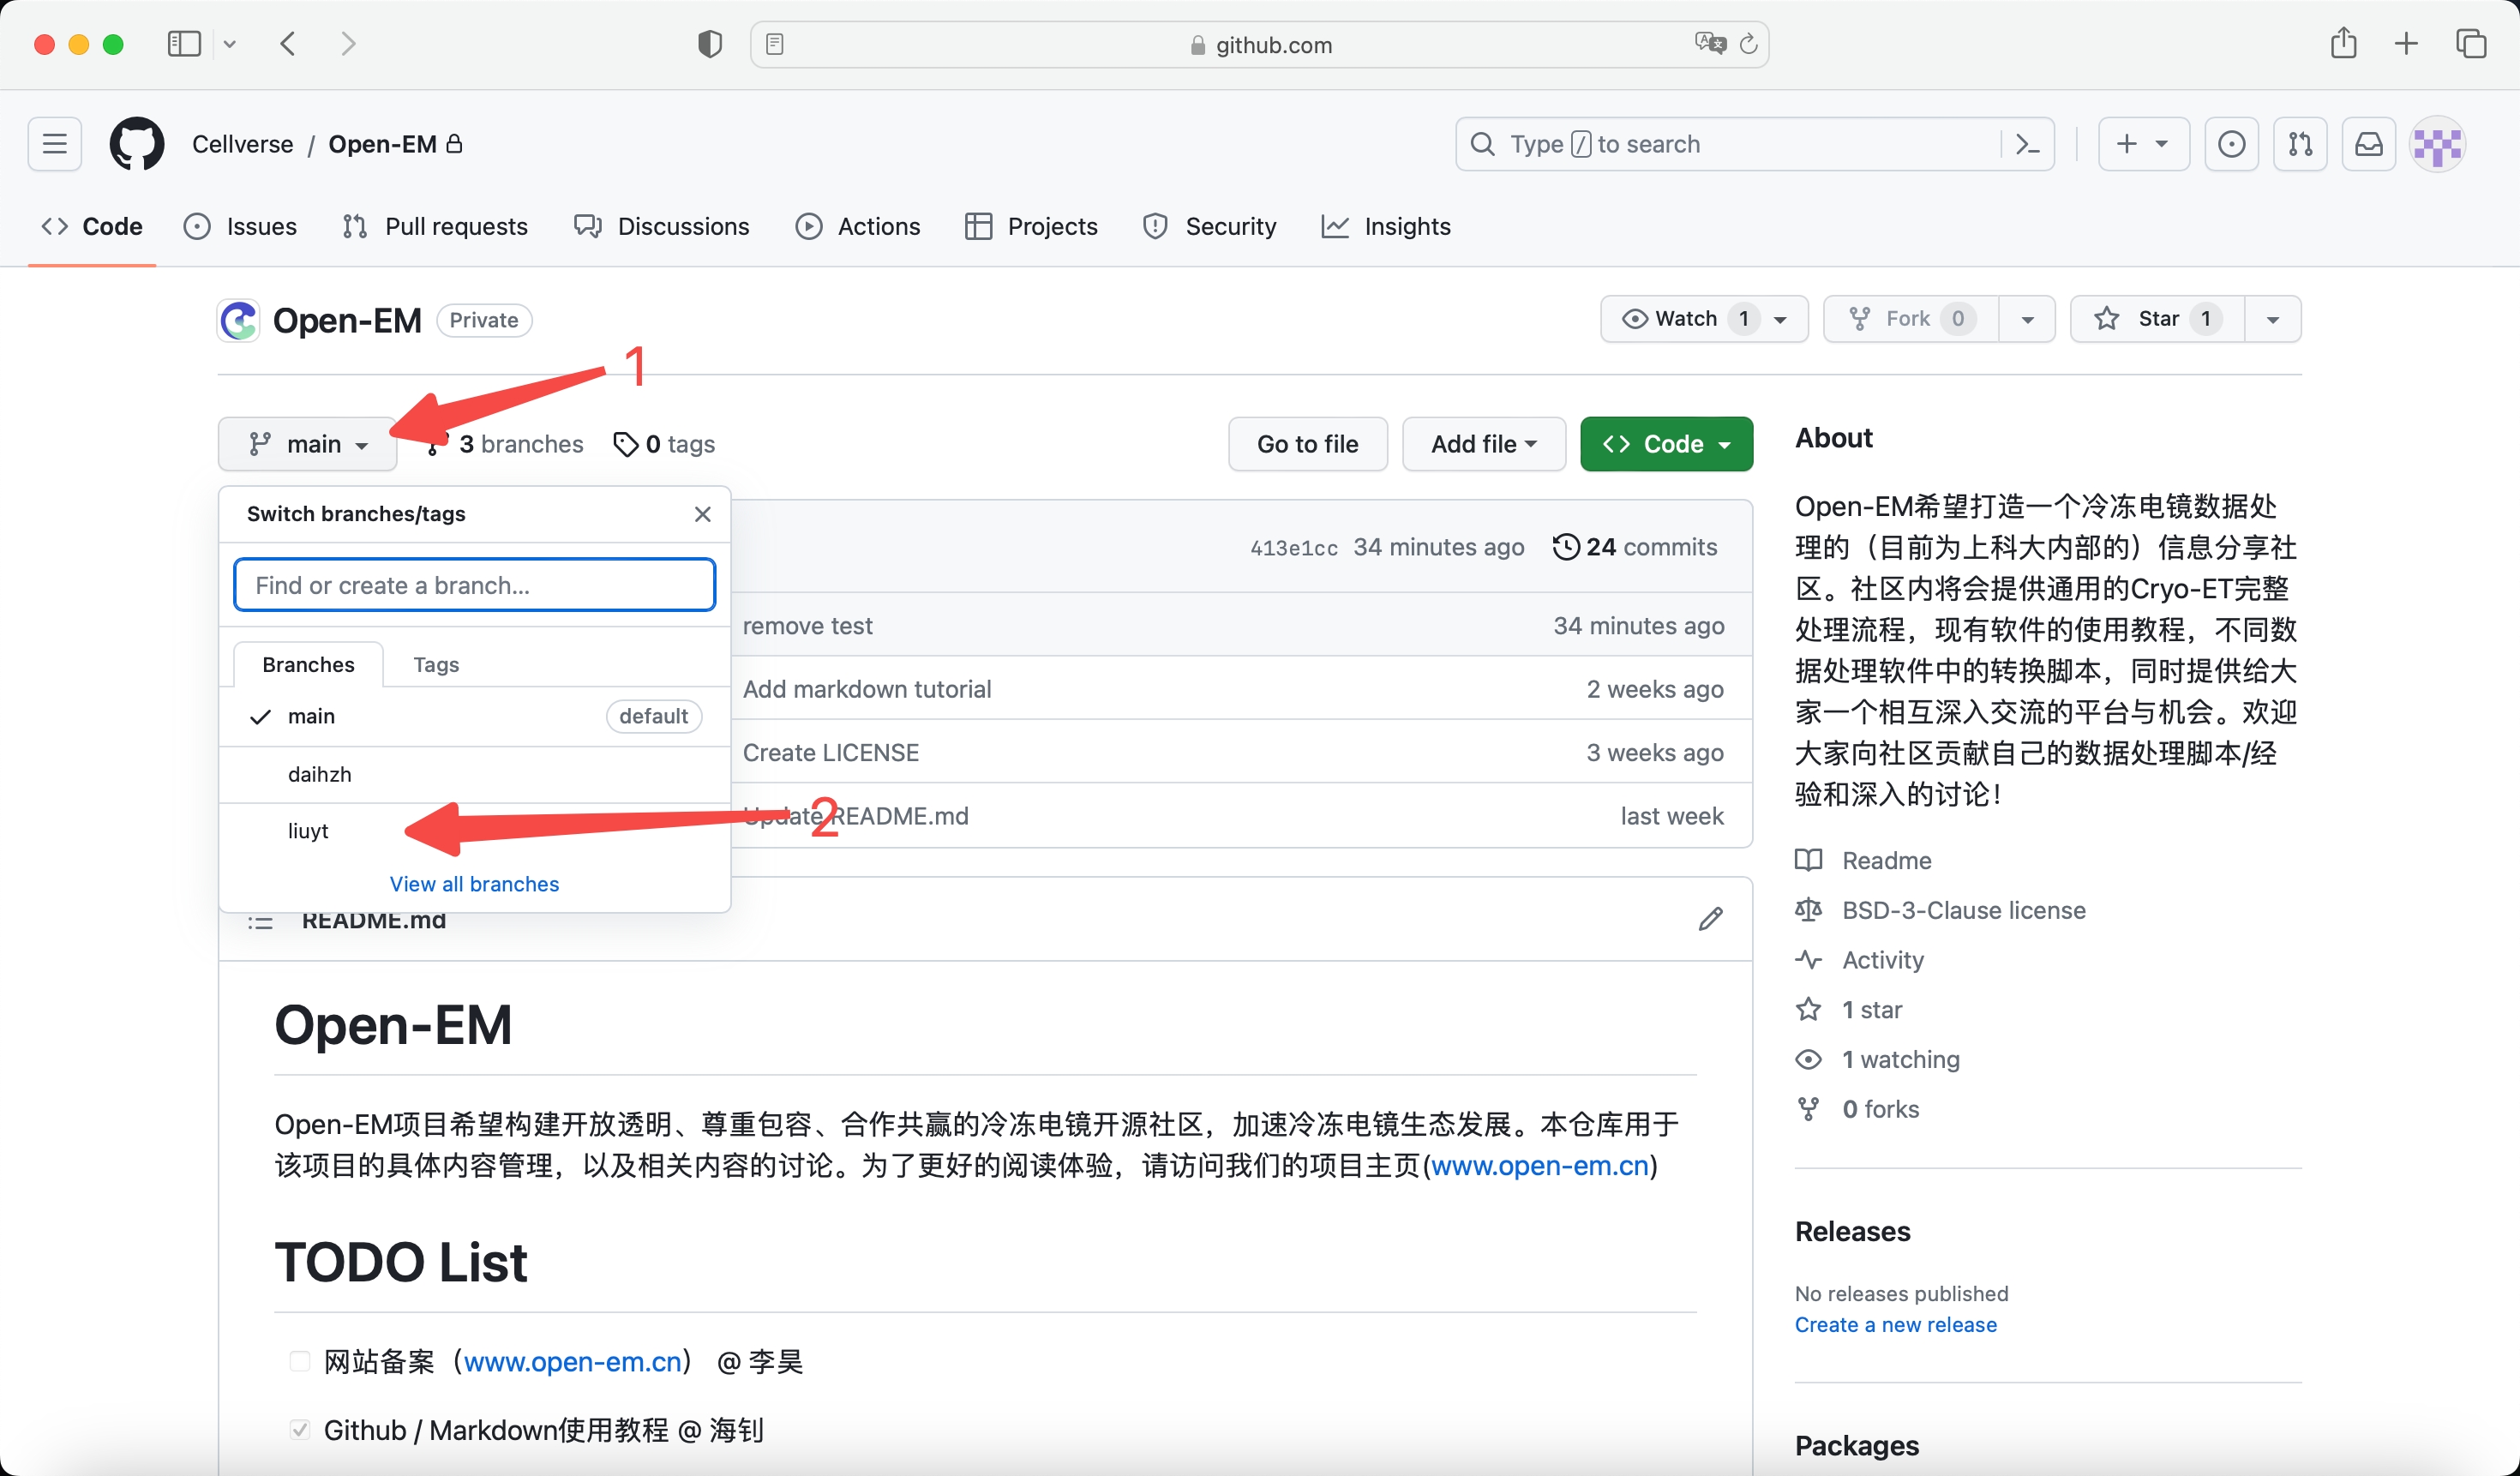 github.com
Cellverse / Open-EM
Type / to search
Code Issues Pull requests Discussions Actions Projects Security Insights
Open-EM Private
Watch 1 Fork 0 Star 1
1
main 3 branches 0 tags Go to file Add file Code
Switch branches/tags
413e1cc 34 minutes ago 24 commits
Find or create a branch...
remove test 34 minutes ago
Branches Tags
Add markdown tutorial 2 weeks ago
main default
Create LICENSE 3 weeks ago
daihzh
Update README.md last week
2
liuyt
View all branches
README.md
Open-EM
Open-EM项目希望构建开放透明、尊重包容、合作共赢的冷冻电镜开源社区，加速冷冻电镜生态发展。本仓库用于
该项目的具体内容管理，以及相关内容的讨论。为了更好的阅读体验，请访问我们的项目主页(www.open-em.cn)
TODO List
网站备案（www.open-em.cn） @ 李昊
Github / Markdown使用教程 @ 海钊
About
Open-EM希望打造一个冷冻电镜数据处
理的（目前为上科大内部的）信息分享社
区。社区内将会提供通用的Cryo-ET完整
处理流程，现有软件的使用教程，不同数
据处理软件中的转换脚本，同时提供给大
家一个相互深入交流的平台与机会。欢迎
大家向社区贡献自己的数据处理脚本/经
验和深入的讨论！
Readme
BSD-3-Clause license
Activity
1 star
1 watching
0 forks
Releases
No releases published
Create a new release
Packages